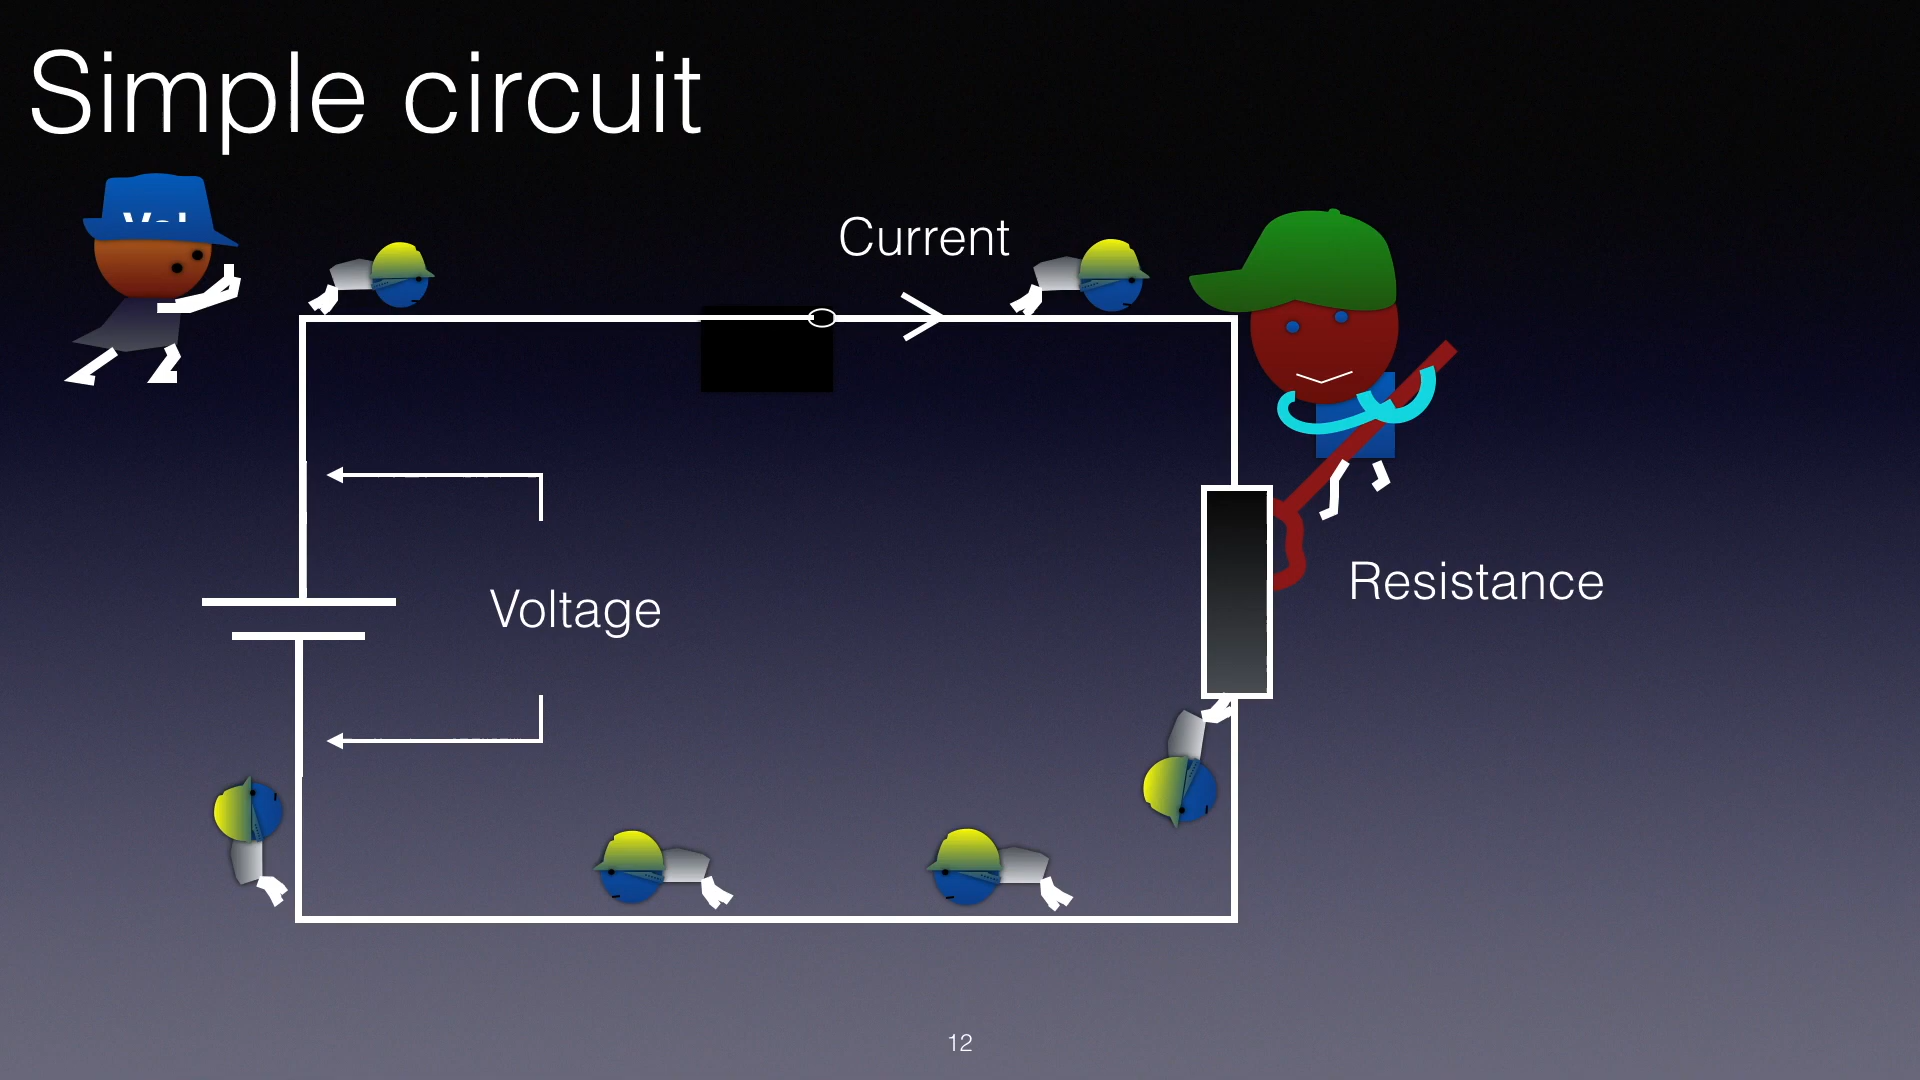 Simple circuit
Current
Resistance
Voltage
12